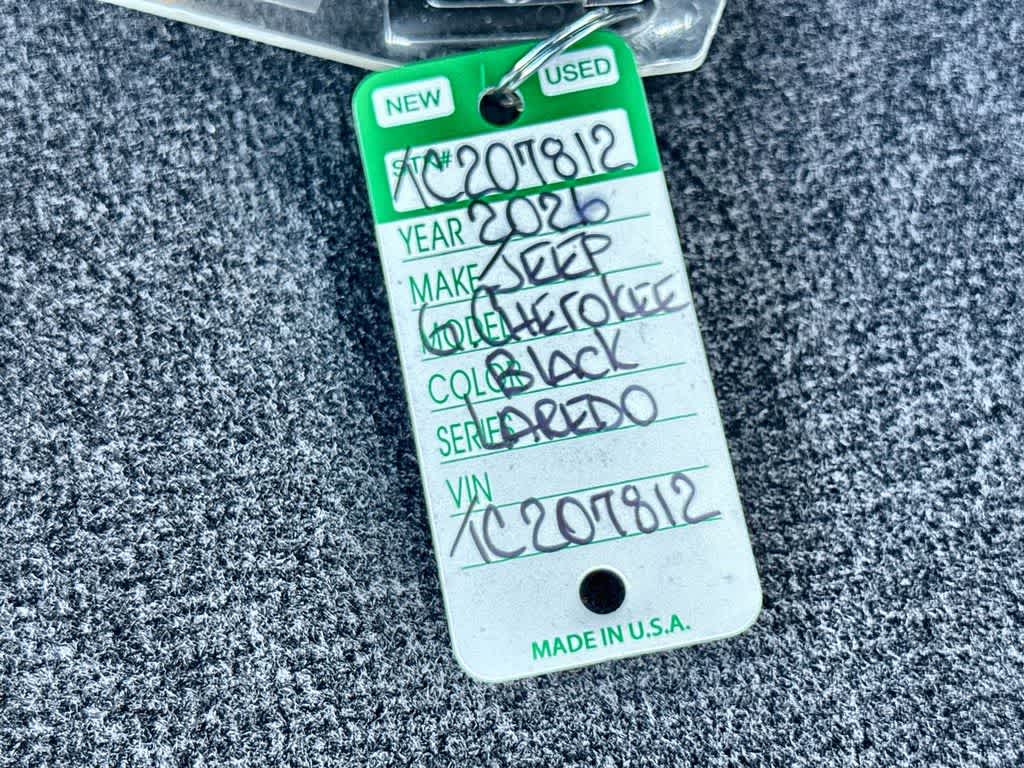 NEW USED
STK# 1C207812
YEAR 2026
MAKE JEEP
MODEL G CHEROKEE
COLOR BLACK
SERIES LAREDO
VIN
1C207812
MADE IN U.S.A.